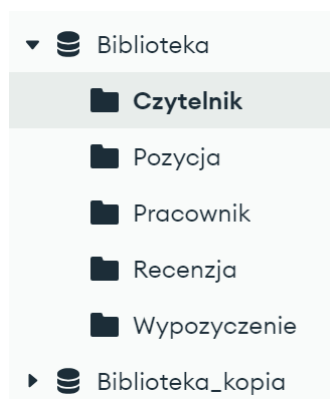 Biblioteka
Czytelnik
Pozycja
Pracownik
Recenzja
Wypozyczenie
Biblioteka_kopia